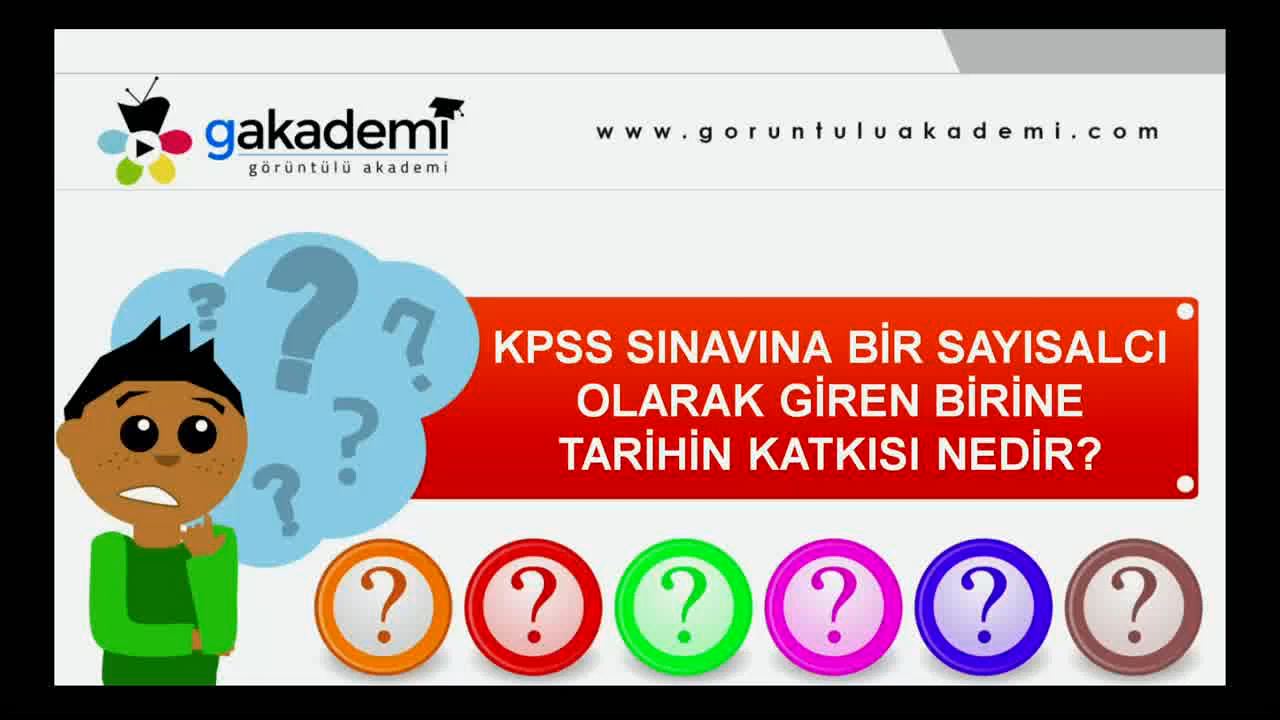 gakademi
görüntülü akademi
www.goruntuluakademi.com
KPSS SINAVINA BİR SAYISALCI
OLARAK GİREN BİRİNE
TARİHİN KATKISI NEDİR?
? ? ? ? ?
? ? ? ? ? ?